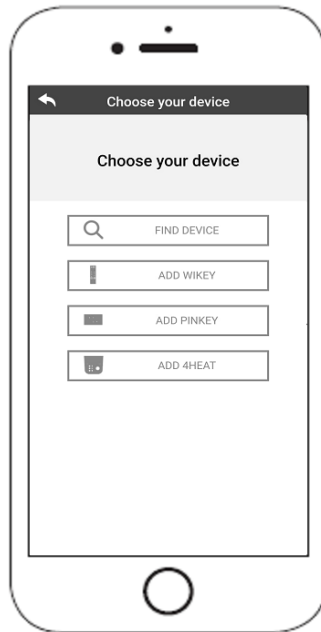 Choose your device
Choose your device
FIND DEVICE
ADD WIKEY
ADD PINKEY
ADD 4HEAT